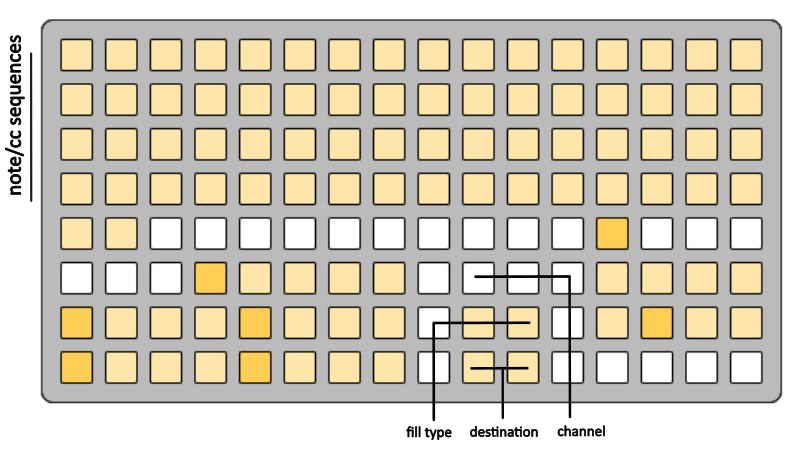 note/cc sequences
fill type
destination
channel